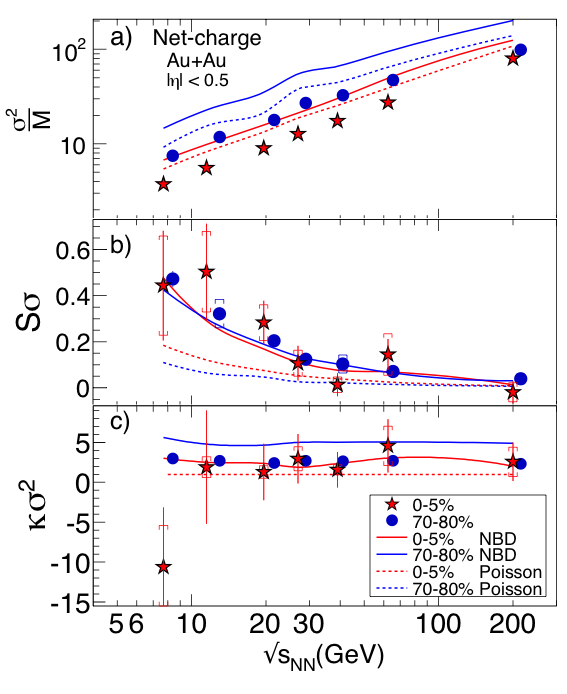 a) Net-charge
Au+Au
|η| < 0.5
10²
10
σ²/M
b)
0.6
0.4
0.2
0
Sσ
c)
5
0
-5
-10
-15
κσ²
0-5%
70-80%
0-5% NBD
70-80% NBD
0-5% Poisson
70-80% Poisson
5 6 10 20 30 100 200
√sNN(GeV)